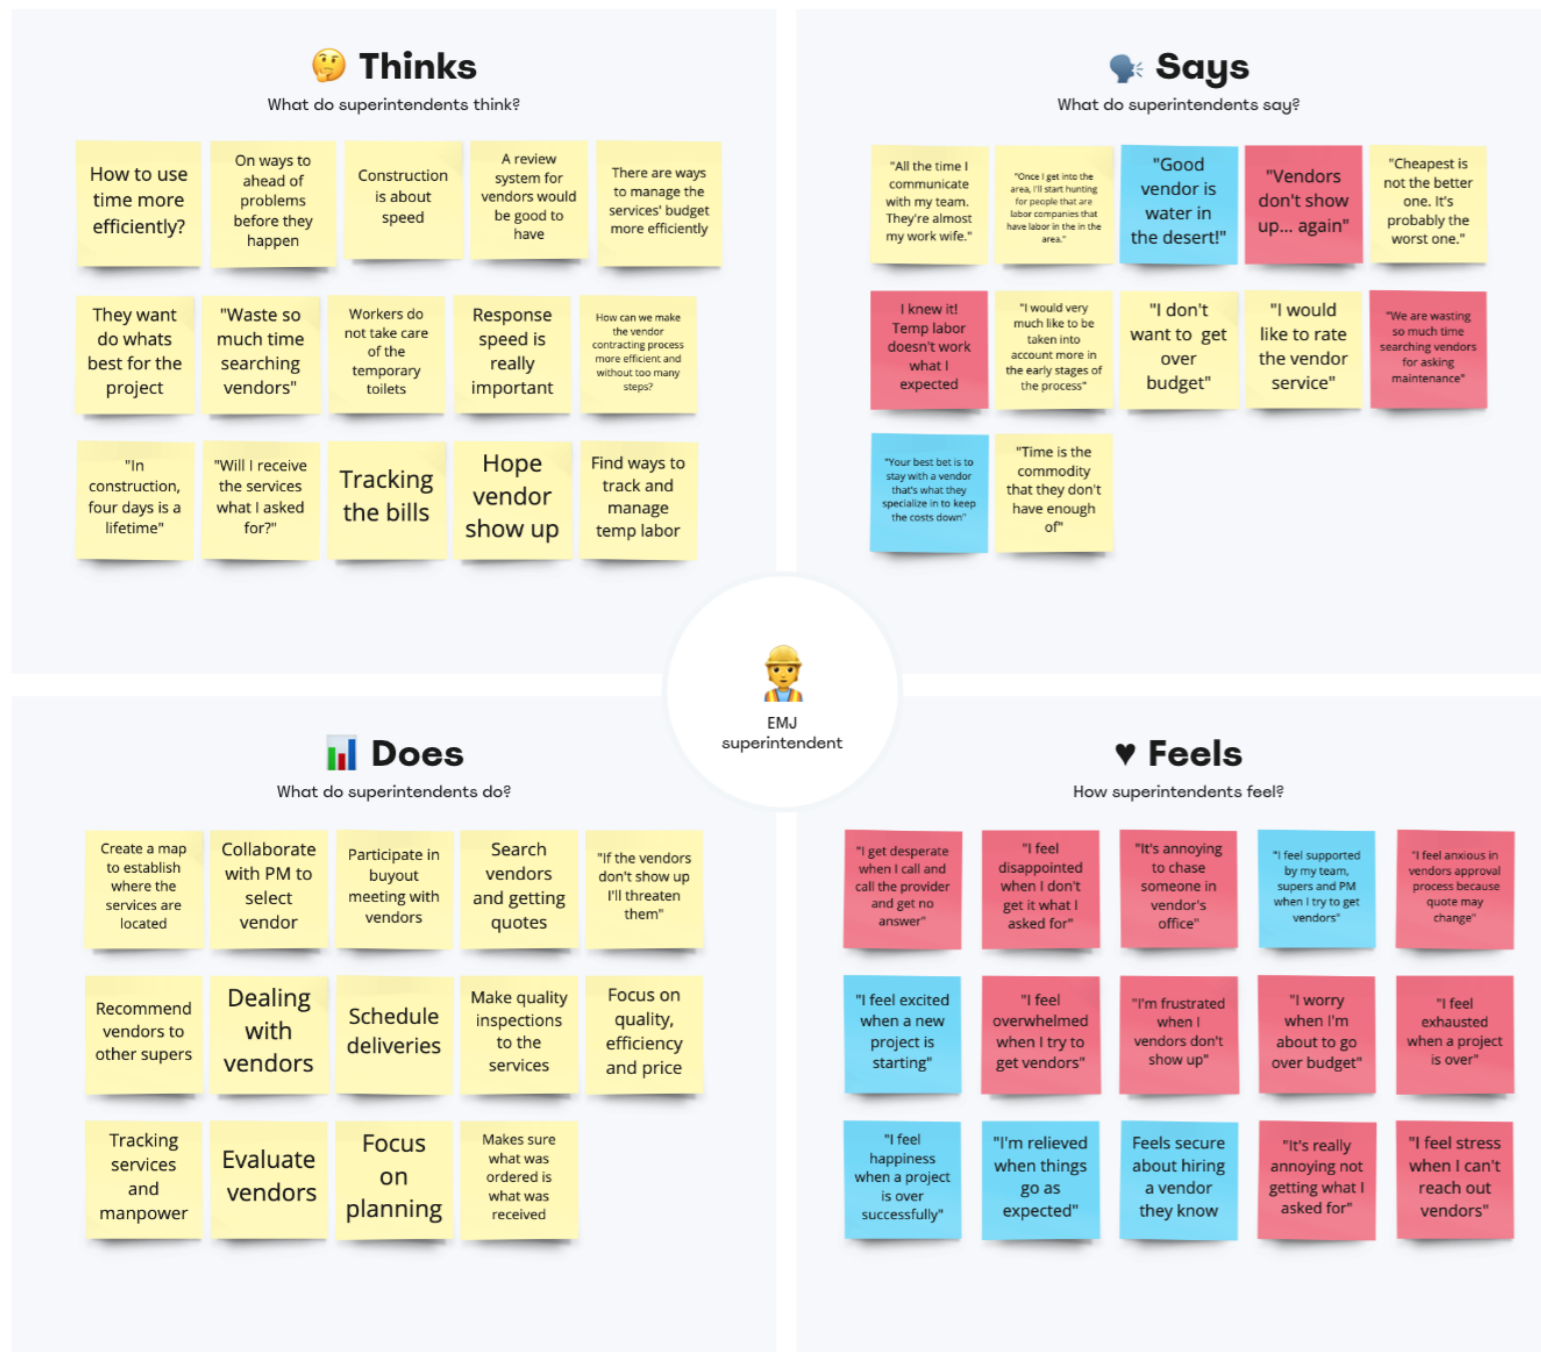 Thinks
What do superintendents think?
How to use
time more
efficiently?
On ways to
ahead of
problems
before they
happen
Construction
is about
speed
A review
system for
vendors would
be good to
have
There are ways
to manage the
services' budget
more efficiently
They want
do whats
best for the
project
"Waste so
much time
searching
vendors"
Workers do
not take care
of the
temporary
toilets
Response
speed is
really
important
How can we make
the vendor
contracting process
more efficient and
without too many
steps?
"In
construction,
four days is a
lifetime"
"Will I receive
the services
what I asked
for?"
Tracking
the bills
Hope
vendor
show up
Find ways to
track and
manage
temp labor
Says
What do superintendents say?
"All the time I
communicate
with my team.
They're almost
my work wife."
"Once I get into the
area, I'll start hunting
for people that are
labor companies that
have labor in the in the
area."
"Good
vendor is
water in
the desert!"
"Vendors
don't show
up... again"
"Cheapest is
not the better
one. It's
probably the
worst one."
I knew it!
Temp labor
doesn't work
what I
expected
"I would very
much like to be
taken into
account more in
the early stages of
the process"
"I don't
want to get
over
budget"
"I would
like to rate
the vendor
service"
"We are wasting
so much time
searching vendors
for asking
maintenance"
"Your best bet is to
stay with a vendor
that's what they
specialize in to keep
the costs down"
"Time is the
commodity
that they don't
have enough
of"
EMJ
superintendent
Does
What do superintendents do?
Create a map
to establish
where the
services are
located
Collaborate
with PM to
select
vendor
Participate in
buyout
meeting with
vendors
Search
vendors
and getting
quotes
"If the vendors
don't show up
I'll threaten
them"
Recommend
vendors to
other supers
Dealing
with
vendors
Schedule
deliveries
Make quality
inspections
to the
services
Focus on
quality,
efficiency
and price
Tracking
services
and
manpower
Evaluate
vendors
Focus
on
planning
Makes sure
what was
ordered is
what was
received
Feels
How superintendents feel?
"I get desperate
when I call and
call the provider
and get no
answer"
"I feel
disappointed
when I don't
get it what I
asked for"
"It's annoying
to chase
someone in
vendor's
office"
"I feel supported
by my team,
supers and PM
when I try to get
vendors"
"I feel anxious in
vendors approval
process because
quote may
change"
"I feel excited
when a new
project is
starting"
"I feel
overwhelmed
when I try to
get vendors"
"I'm frustrated
when I
vendors don't
show up"
"I worry
when I'm
about to go
over budget"
"I feel
exhausted
when a project
is over"
"I feel
happiness
when a project
is over
successfully"
"I'm relieved
when things
go as
expected"
Feels secure
about hiring
a vendor
they know
"It's really
annoying not
getting what I
asked for"
"I feel stress
when I can't
reach out
vendors"